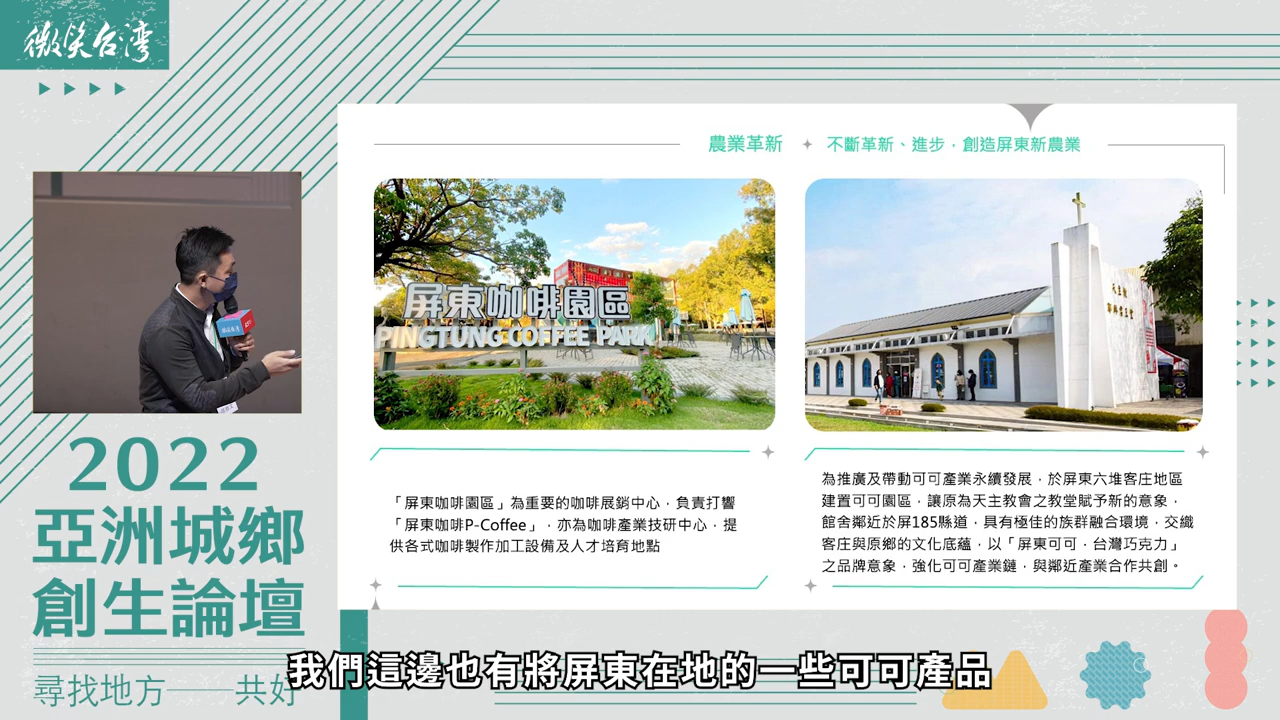 微笑台灣
農業革新
不斷革新、進步，創造屏東新農業
屏東咖啡園區
PINGTUNG COFFEE PARK
「屏東咖啡園區」為重要的咖啡展銷中心，負責打響
「屏東咖啡P-Coffee」，亦為咖啡產業技研中心，提
供各式咖啡製作加工設備及人才培育地點
為推廣及帶動可可產業永續發展，於屏東六堆客庄地區
建置可可園區，讓原為天主教會之教堂賦予新的意象，
館舍鄰近於屏185縣道，具有極佳的族群融合環境，交織
客庄與原鄉的文化底蘊，以「屏東可可，台灣巧克力」
之品牌意象，強化可可產業鏈，與鄰近產業合作共創。
2022
亞洲城鄉
創生論壇
尋找地方──共好
我們這邊也有將屏東在地的一些可可產品